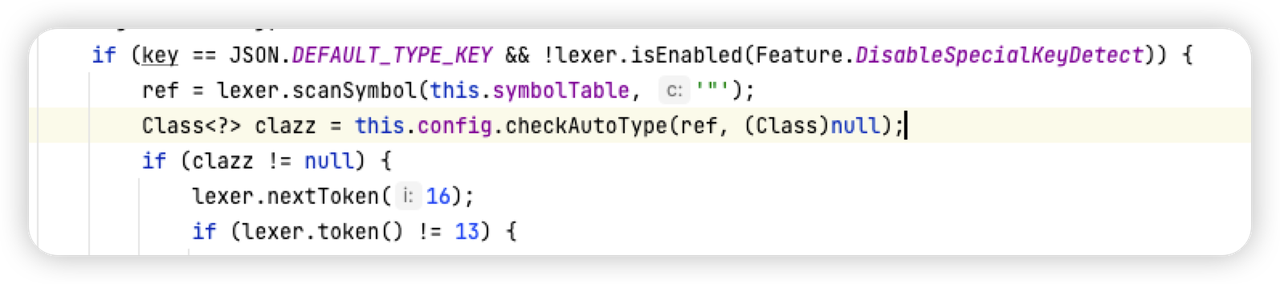 if (key == JSON.DEFAULT_TYPE_KEY && !lexer.isEnabled(Feature.DisableSpecialKeyDetect)) {
ref = lexer.scanSymbol(this.symbolTable, c: '"');
Class<?> clazz = this.config.checkAutoType(ref, (Class)null);
if (clazz != null) {
lexer.nextToken( i: 16);
if (lexer.token() != 13) {